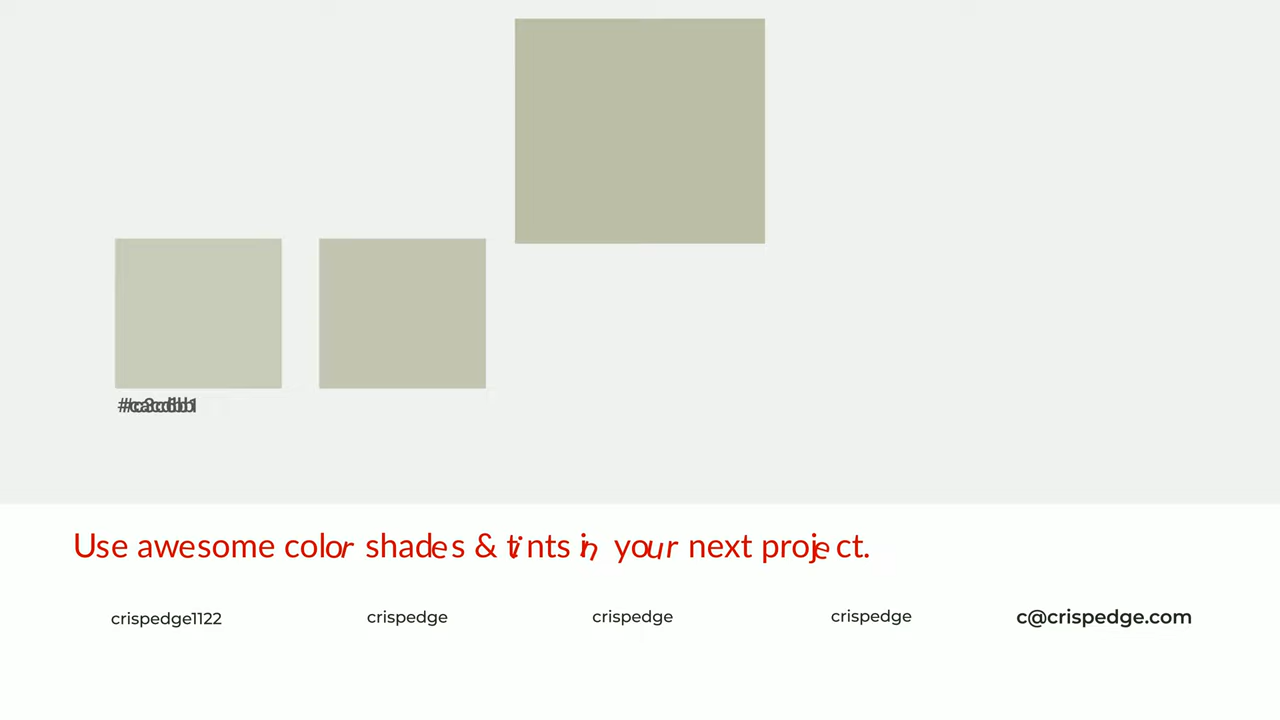 Use awesome color shades & tints in your next project.
crispedge1122 crispedge crispedge crispedge c@crispedge.com